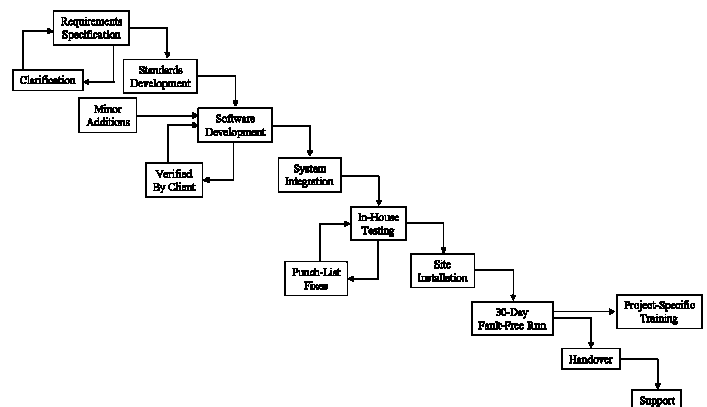 Requirements
Specification
Clarification
Standards
Development
Minor
Additions
Software
Development
Verified
By Client
System
Integration
In-House
Testing
Punch-List
Fixes
Site
Installation
30-Day
Fault-Free Run
Project-Specific
Training
Handover
Support